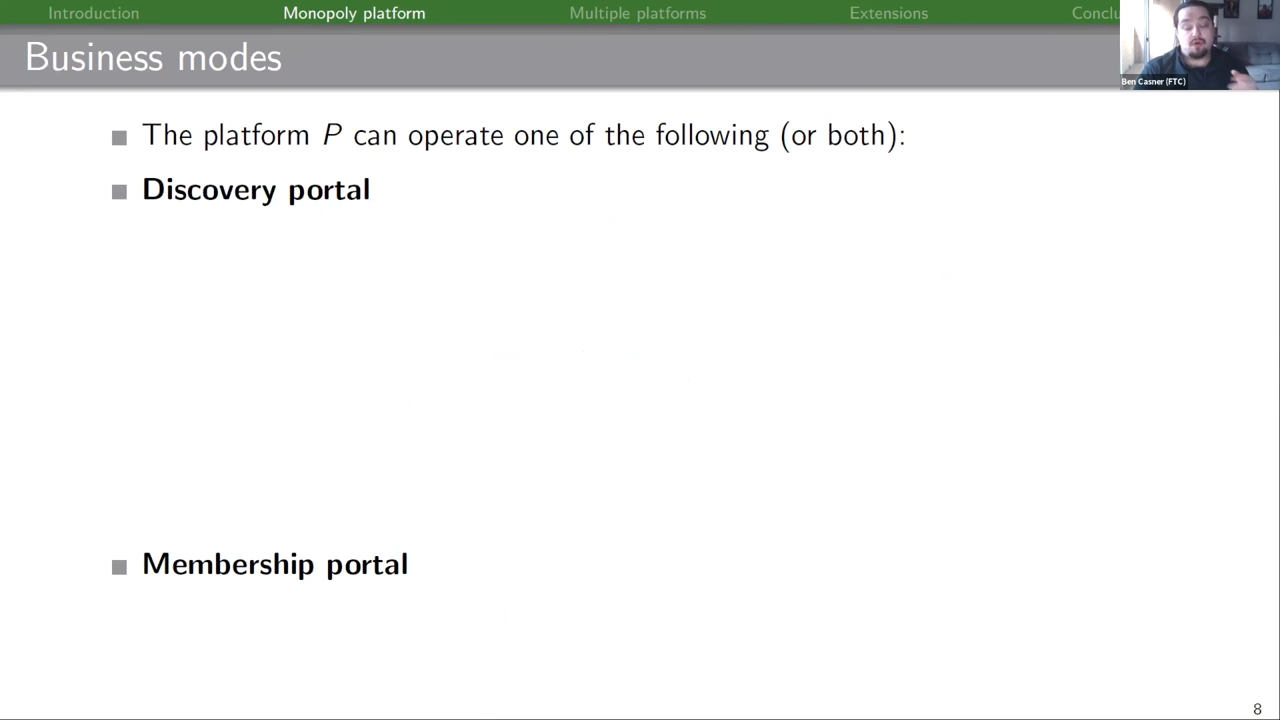 Introduction Monopoly platform Multiple platforms Extensions Conclu
Business modes
Ben Casner (FTC)
The platform P can operate one of the following (or both):
Discovery portal
Membership portal
8